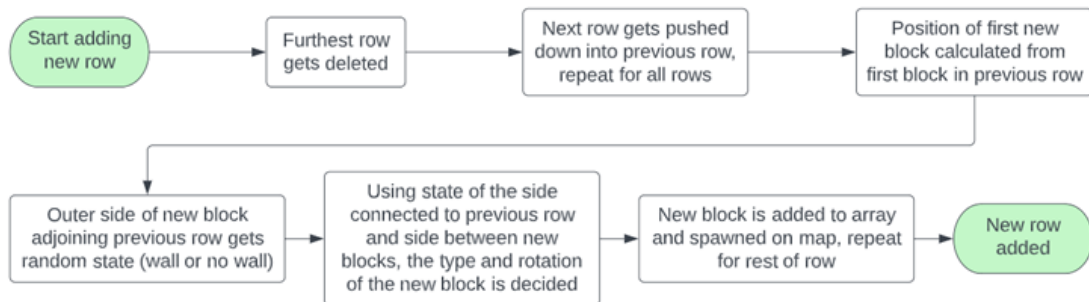 Start adding
new row
Furthest row
gets deleted
Next row gets pushed
down into previous row,
repeat for all rows
Position of first new
block calculated from
first block in previous row
Outer side of new block
adjoining previous row gets
random state (wall or no wall)
Using state of the side
connected to previous row
and side between new
blocks, the type and rotation
of the new block is decided
New block is added to array
and spawned on map, repeat
for rest of row
New row
added